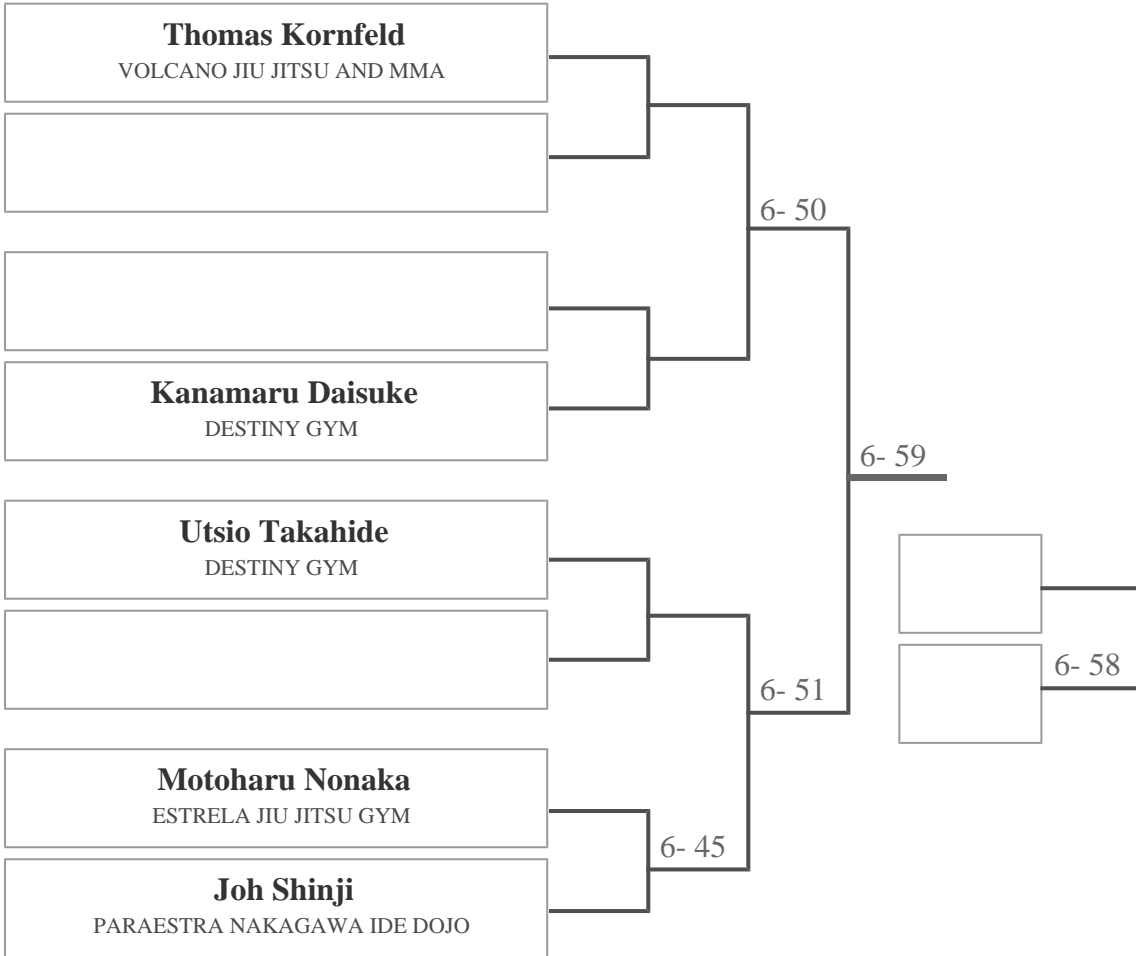 Thomas Kornfeld
VOLCANO JIU JITSU AND MMA
6- 50
Kanamaru Daisuke
DESTINY GYM
6- 59
Utsio Takahide
DESTINY GYM
6- 58
6- 51
Motoharu Nonaka
ESTRELA JIU JITSU GYM
6- 45
Joh Shinji
PARAESTRA NAKAGAWA IDE DOJO